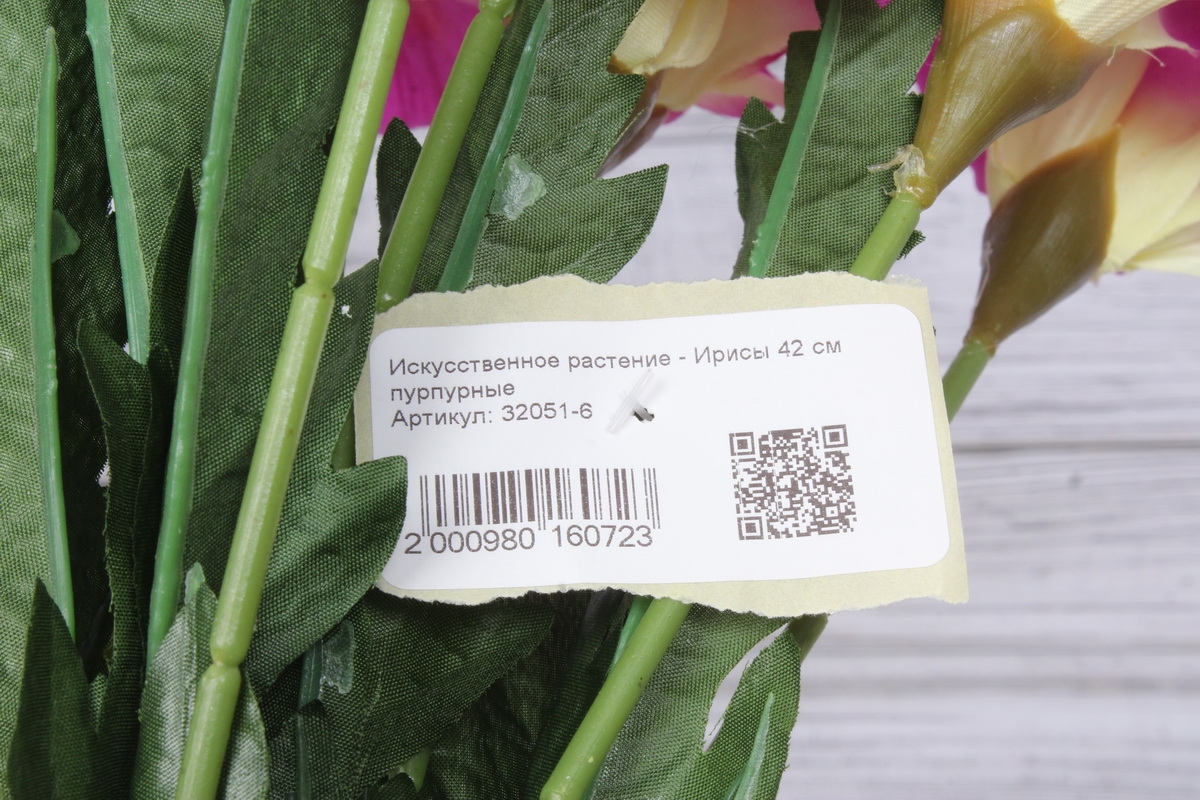 Искусственное растение - Ирисы 42 см
пурпурные
Артикул: 32051-6
2 000980 160723